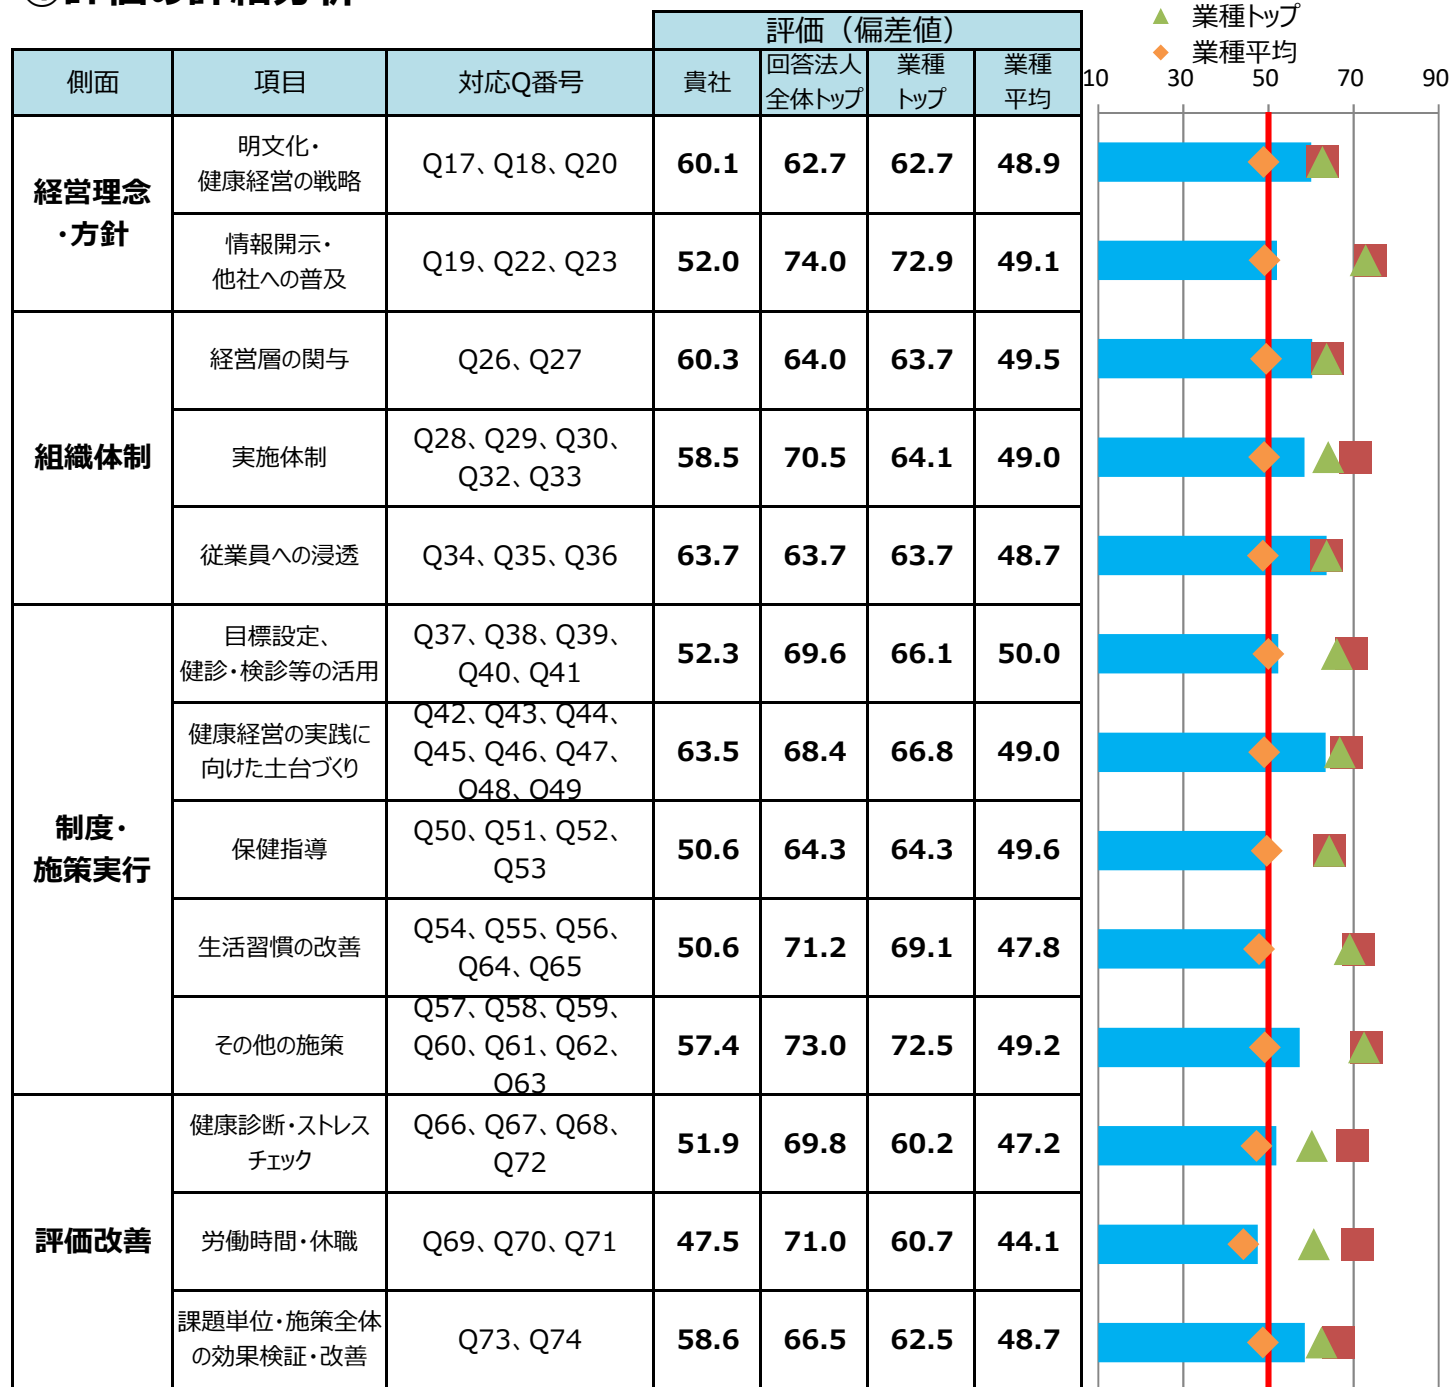 評価（偏差値）
▲ 業種トップ
◆ 業種平均
側面 項目 対応Q番号 貴社 回答法人 業種 業種
全体トップ トップ 平均
10 30 50 70 90
経営理念
・方針
明文化・
健康経営の戦略
Q17、Q18、Q20 60.1 62.7 62.7 48.9
情報開示・
他社への普及
Q19、Q22、Q23 52.0 74.0 72.9 49.1
組織体制
経営層の関与 Q26、Q27 60.3 64.0 63.7 49.5
実施体制
Q28、Q29、Q30、
Q32、Q33
58.5 70.5 64.1 49.0
従業員への浸透 Q34、Q35、Q36 63.7 63.7 63.7 48.7
制度・
施策実行
目標設定、
健診・検診等の活用
Q37、Q38、Q39、
Q40、Q41
52.3 69.6 66.1 50.0
健康経営の実践に
向けた土台づくり
Q42、Q43、Q44、
Q45、Q46、Q47、
Q48、Q49
63.5 68.4 66.8 49.0
保健指導
Q50、Q51、Q52、
Q53
50.6 64.3 64.3 49.6
生活習慣の改善
Q54、Q55、Q56、
Q64、Q65
50.6 71.2 69.1 47.8
その他の施策
Q57、Q58、Q59、
Q60、Q61、Q62、
Q63
57.4 73.0 72.5 49.2
評価改善
健康診断・ストレス
チェック
Q66、Q67、Q68、
Q72
51.9 69.8 60.2 47.2
労働時間・休職 Q69、Q70、Q71 47.5 71.0 60.7 44.1
課題単位・施策全体
の効果検証・改善
Q73、Q74 58.6 66.5 62.5 48.7